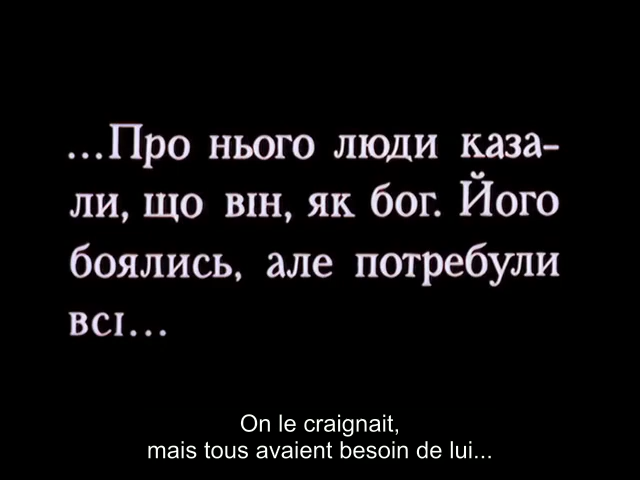 ...Про нього люди каза-
ли, що він, як бог. Його
боялись, але потребули
всі...
On le craignait,
mais tous avaient besoin de lui...